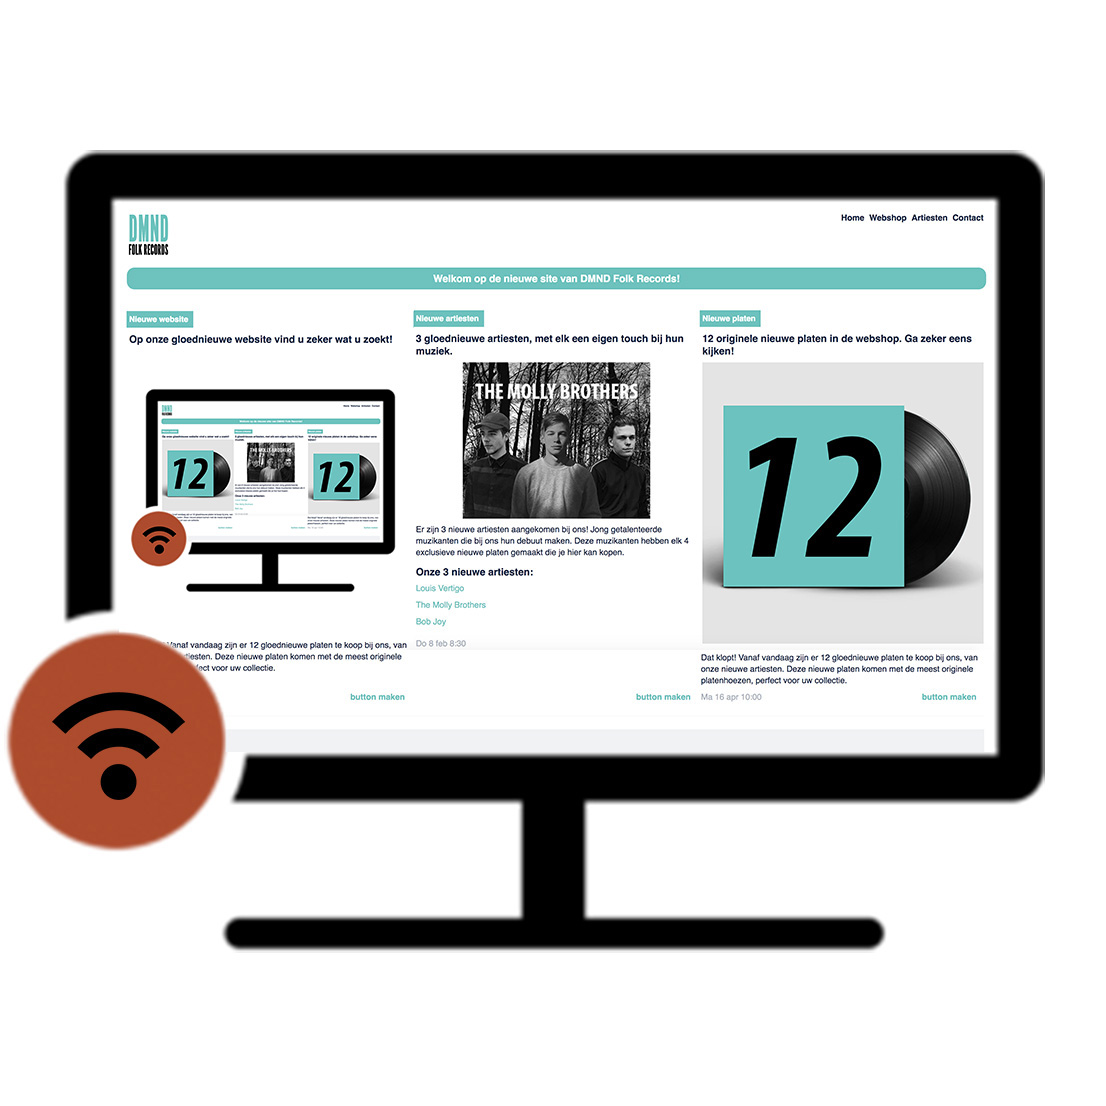 DMND
FOLK RECORDS
Home Webshop Artiesten Contact
Welkom op de nieuwe site van DMND Folk Records!
Nieuwe website
Op onze gloednieuwe website vind u zeker wat u zoekt!
12
THE MOLLY BROTHERS
12
Vanaf vandaag zijn er 12 gloednieuwe platen te koop bij ons, van
Deze nieuwe platen komen met de meest originele
voor uw collectie.
button maken
Nieuwe artiesten
3 gloednieuwe artiesten, met elk een eigen touch bij hun
muziek.
THE MOLLY BROTHERS
Er zijn 3 nieuwe artiesten aangekomen bij ons! Jong getalenteerde
muzikanten die bij ons hun debuut maken. Deze muzikanten hebben elk 4
exclusieve nieuwe platen gemaakt die je hier kan kopen.
Onze 3 nieuwe artiesten:
Louis Vertigo
The Molly Brothers
Bob Joy
Do 8 feb 8:30
button maken
Nieuwe platen
12 originele nieuwe platen in de webshop. Ga zeker eens
kijken!
12
Dat klopt! Vanaf vandaag zijn er 12 gloednieuwe platen te koop bij ons, van
onze nieuwe artiesten. Deze nieuwe platen komen met de meest originele
platenhoezen, perfect voor uw collectie.
Ma 16 apr 10:00
button maken